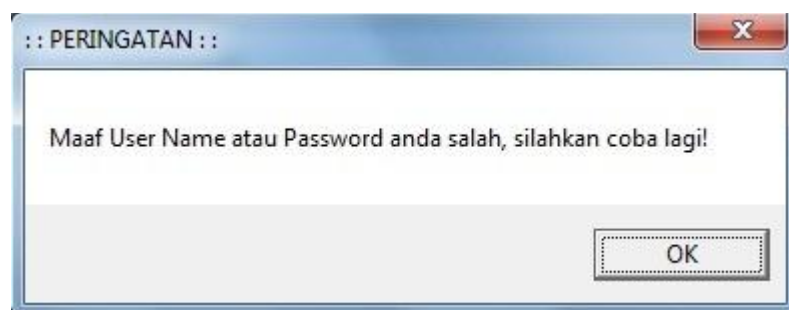 : : PERINGATAN : :
Maaf User Name atau Password anda salah, silahkan coba lagi!
OK